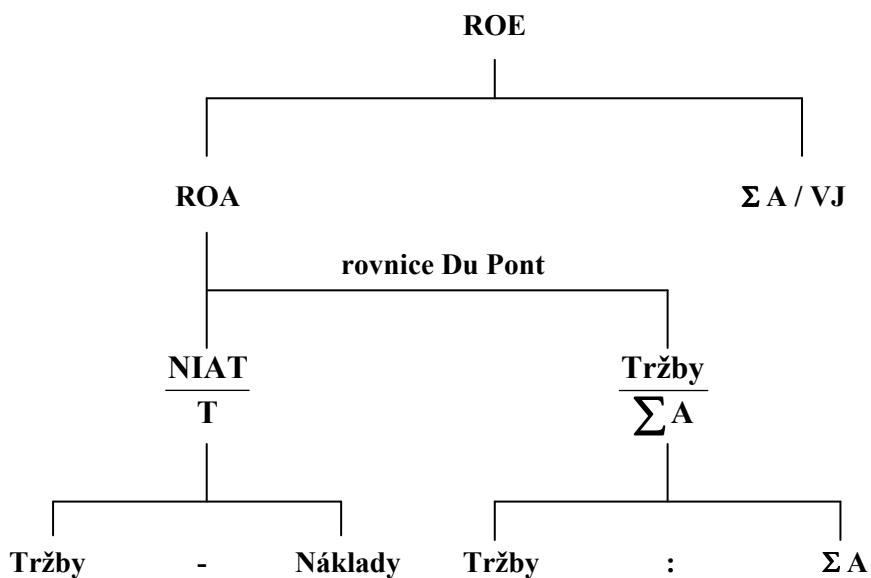 ROE
ROA Σ A / VJ
rovnice Du Pont
NIAT Tržby
T ∑ A
Tržby - Náklady Tržby : Σ A